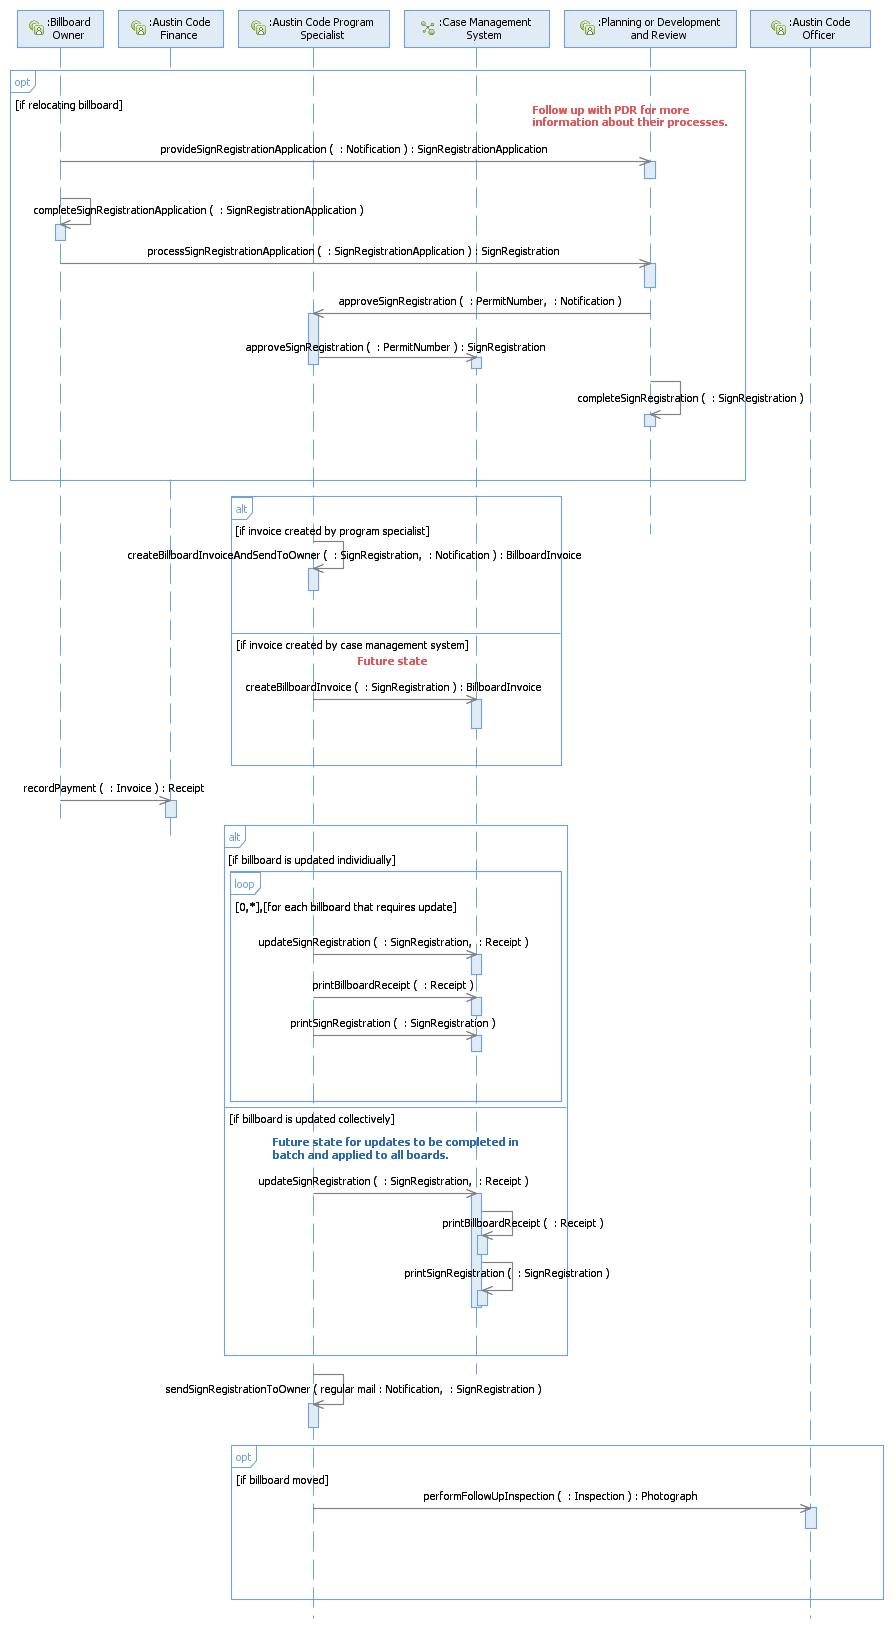 :Billboard
Owner
:Austin Code
Finance
:Austin Code Program
Specialist
:Case Management
System
:Planning or Development
and Review
:Austin Code
Officer
opt
[if relocating billboard]
Follow up with PDR for more
information about their processes.
provideSignRegistrationApplication (  : Notification ) : SignRegistrationApplication
completeSignRegistrationApplication (  : SignRegistrationApplication )
processSignRegistrationApplication (  : SignRegistrationApplication ) : SignRegistration
approveSignRegistration (  : PermitNumber,  : Notification )
approveSignRegistration (  : PermitNumber ) : SignRegistration
completeSignRegistration (  : SignRegistration )
alt
[if invoice created by program specialist]
createBillboardInvoiceAndSendToOwner (  : SignRegistration,  : Notification ) : BillboardInvoice
[if invoice created by case management system]
Future state
createBillboardInvoice (  : SignRegistration ) : BillboardInvoice
recordPayment (  : Invoice ) : Receipt
alt
[if billboard is updated individiually]
loop
[0,*],[for each billboard that requires update]
updateSignRegistration (  : SignRegistration,  : Receipt )
printBillboardReceipt (  : Receipt )
printSignRegistration (  : SignRegistration )
[if billboard is updated collectively]
Future state for updates to be completed in
batch and applied to all boards.
updateSignRegistration (  : SignRegistration,  : Receipt )
printBillboardReceipt (  : Receipt )
printSignRegistration (  : SignRegistration )
sendSignRegistrationToOwner ( regular mail : Notification,  : SignRegistration )
opt
[if billboard moved]
performFollowUpInspection (  : Inspection ) : Photograph